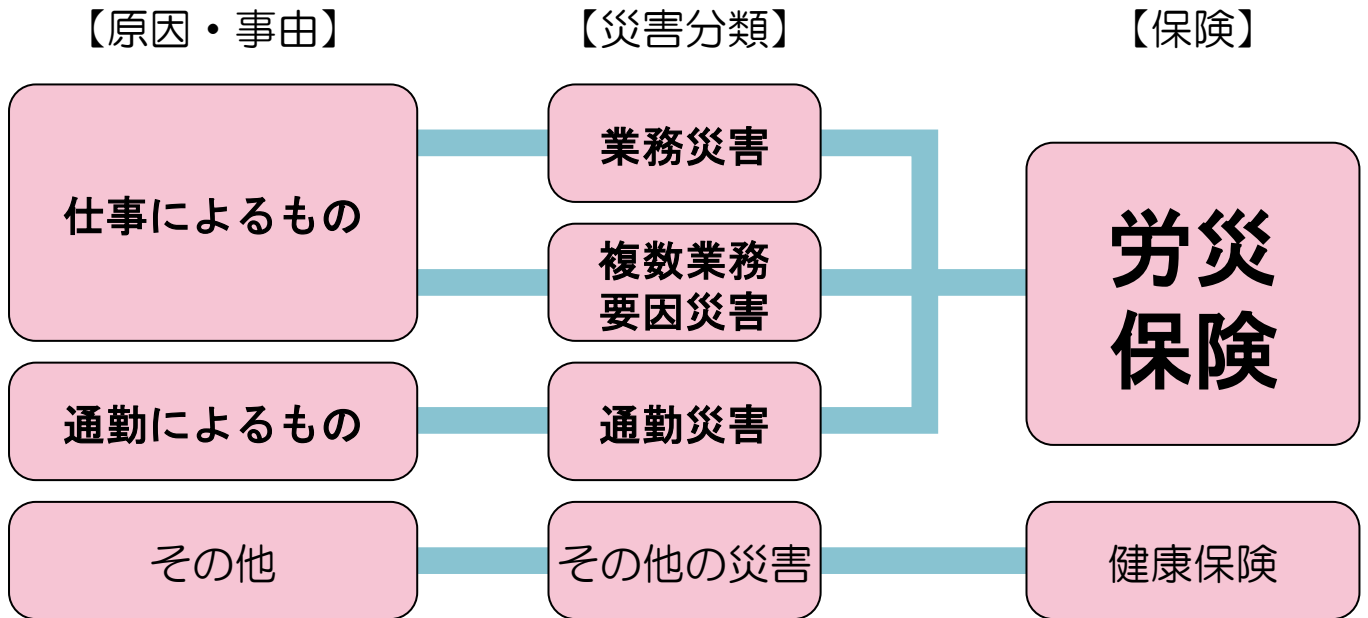 【原因・事由】
【災害分類】
【保険】
仕事によるもの
業務災害
複数業務
要因災害
労災
保険
通勤によるもの
通勤災害
その他
その他の災害
健康保険